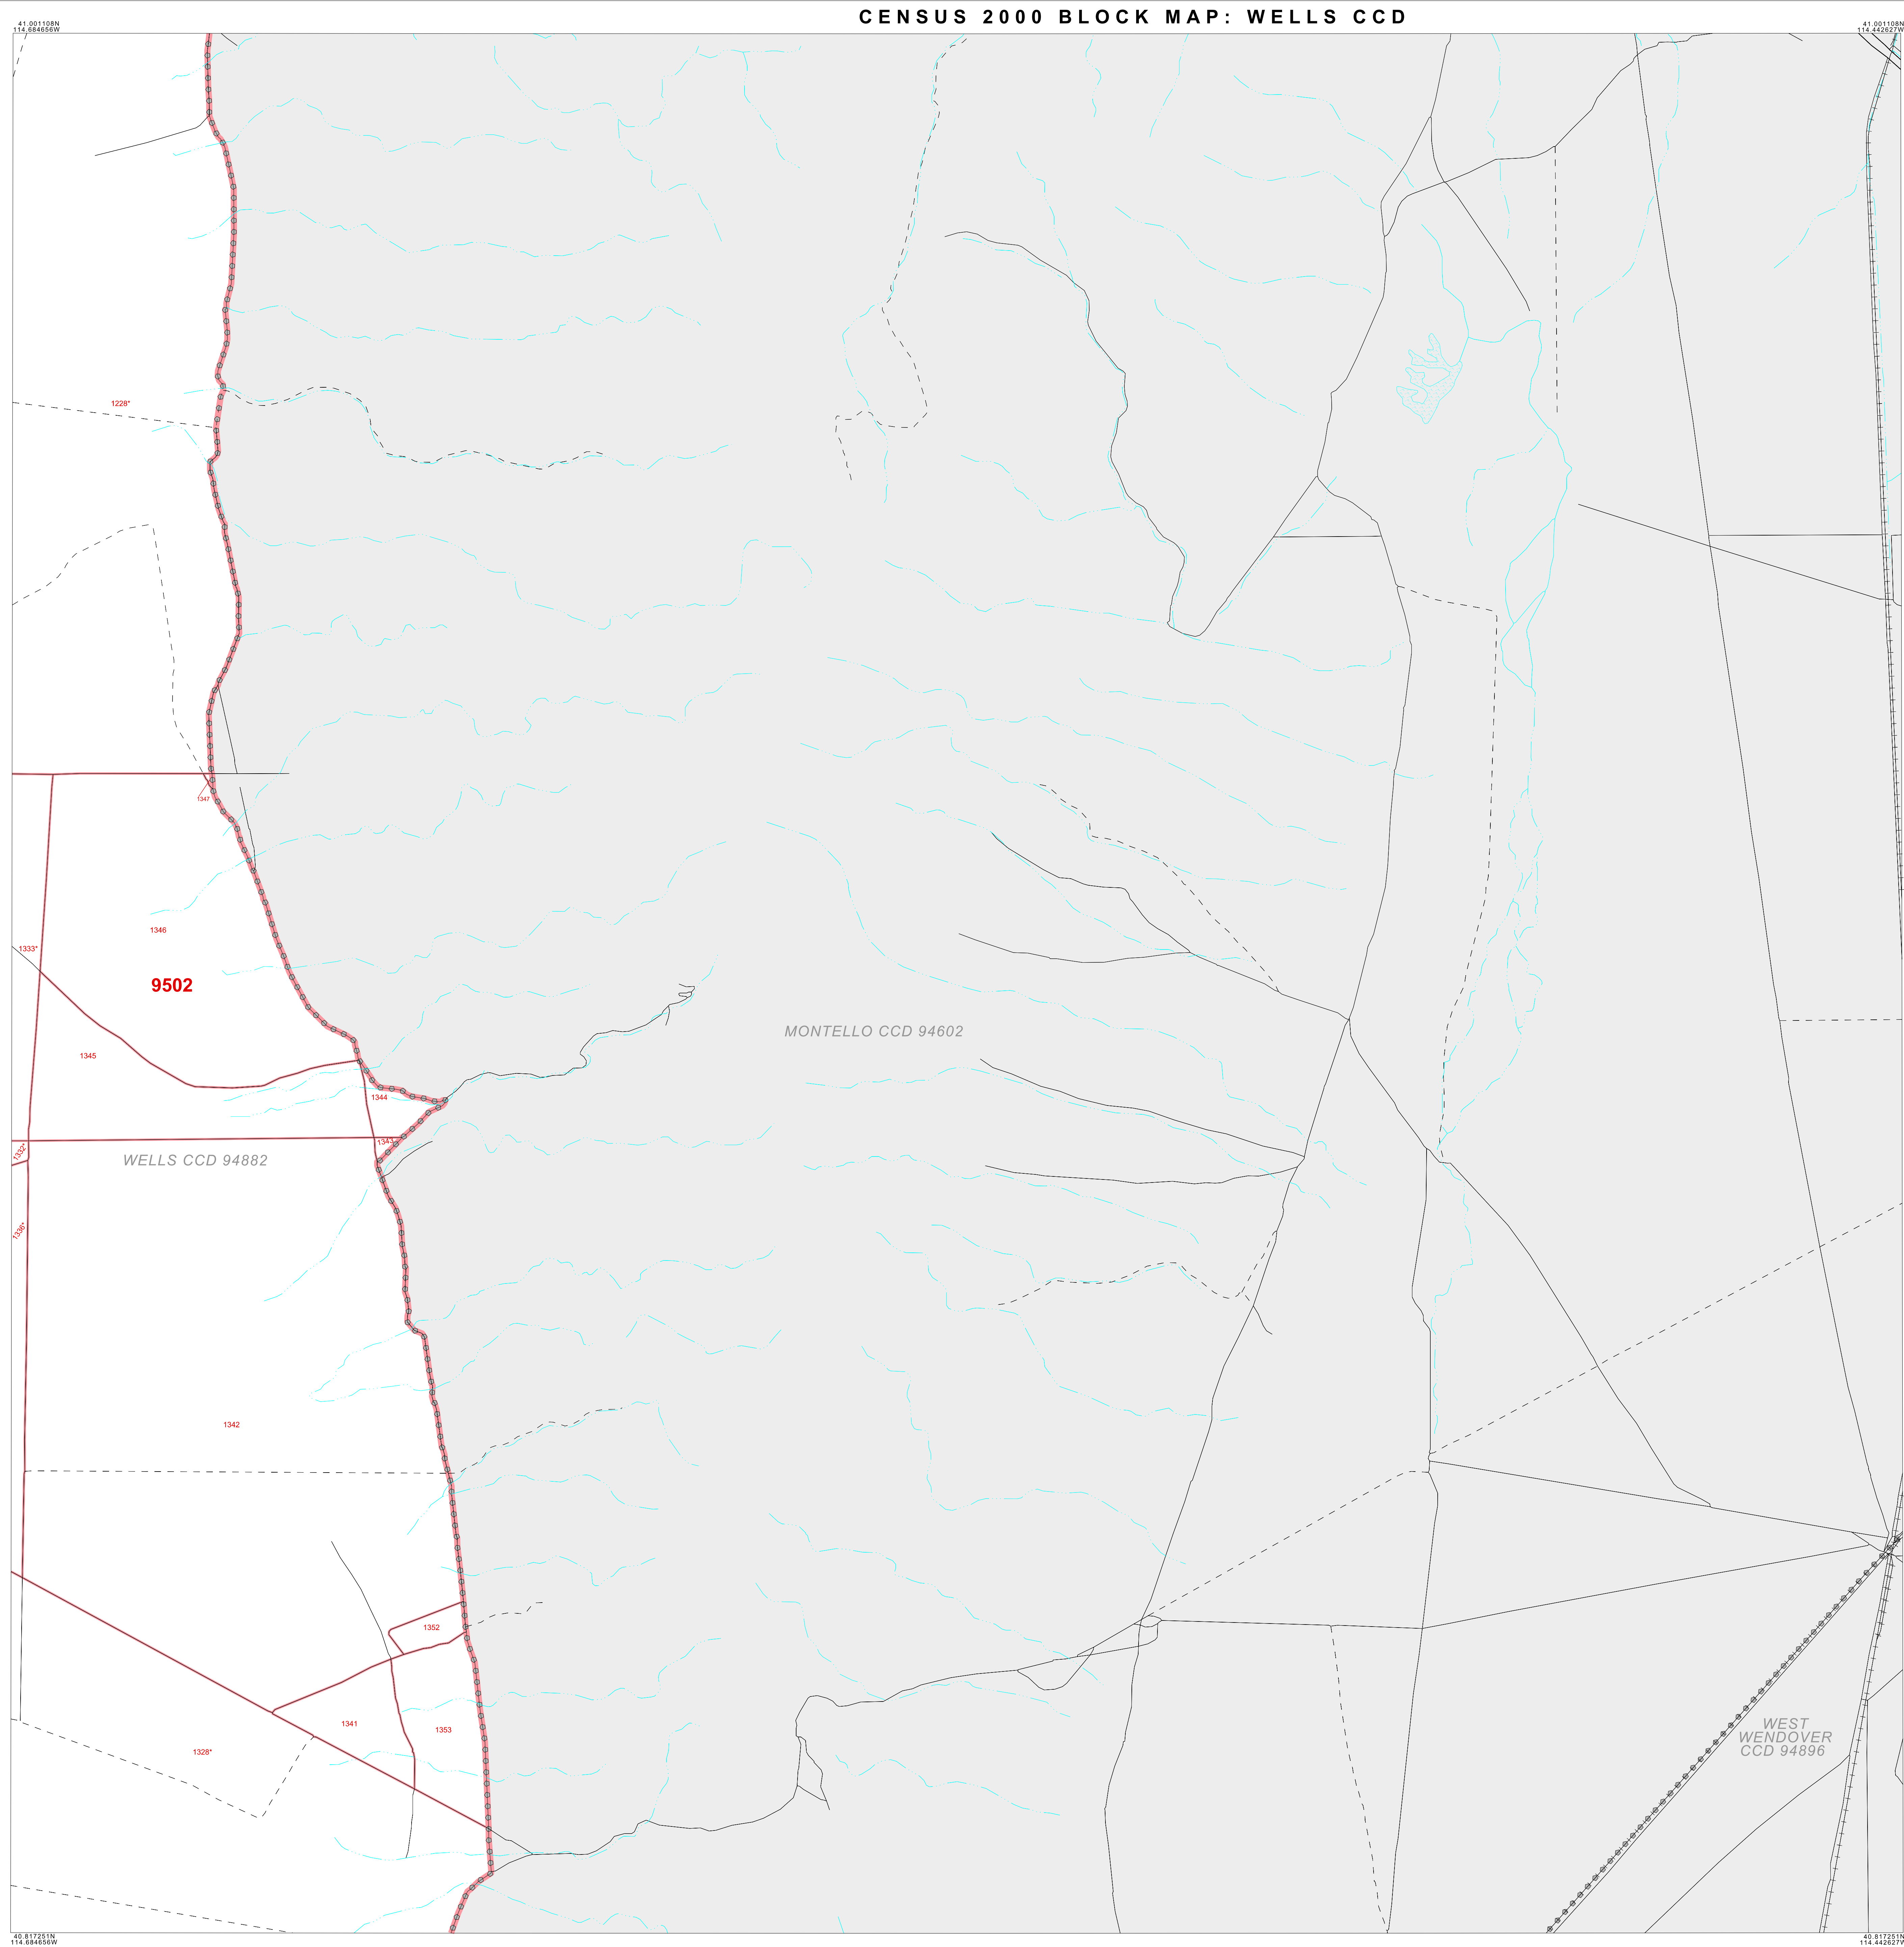 CENSUS 2000 BLOCK MAP: WELLS CCD
41.001108N
114.684656W
41.001108N
114.442627W
1228*
1347
1346
1333*
9502
MONTELLO CCD 94602
1345
1344
1343
1332*
WELLS CCD 94882
1336*
1342
1352
1341
1353
1328*
WEST
WENDOVER
CCD 94896
40.817251N
114.684656W
40.817251N
114.442627W